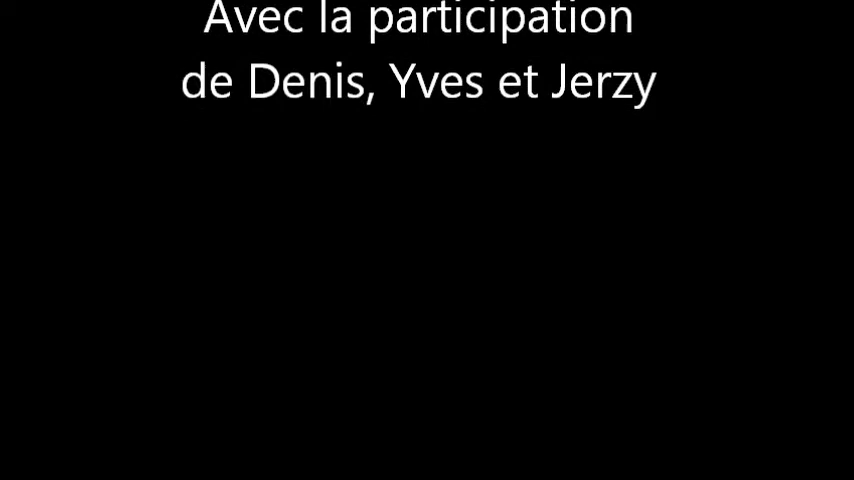 Avec la participation
de Denis, Yves et Jerzy